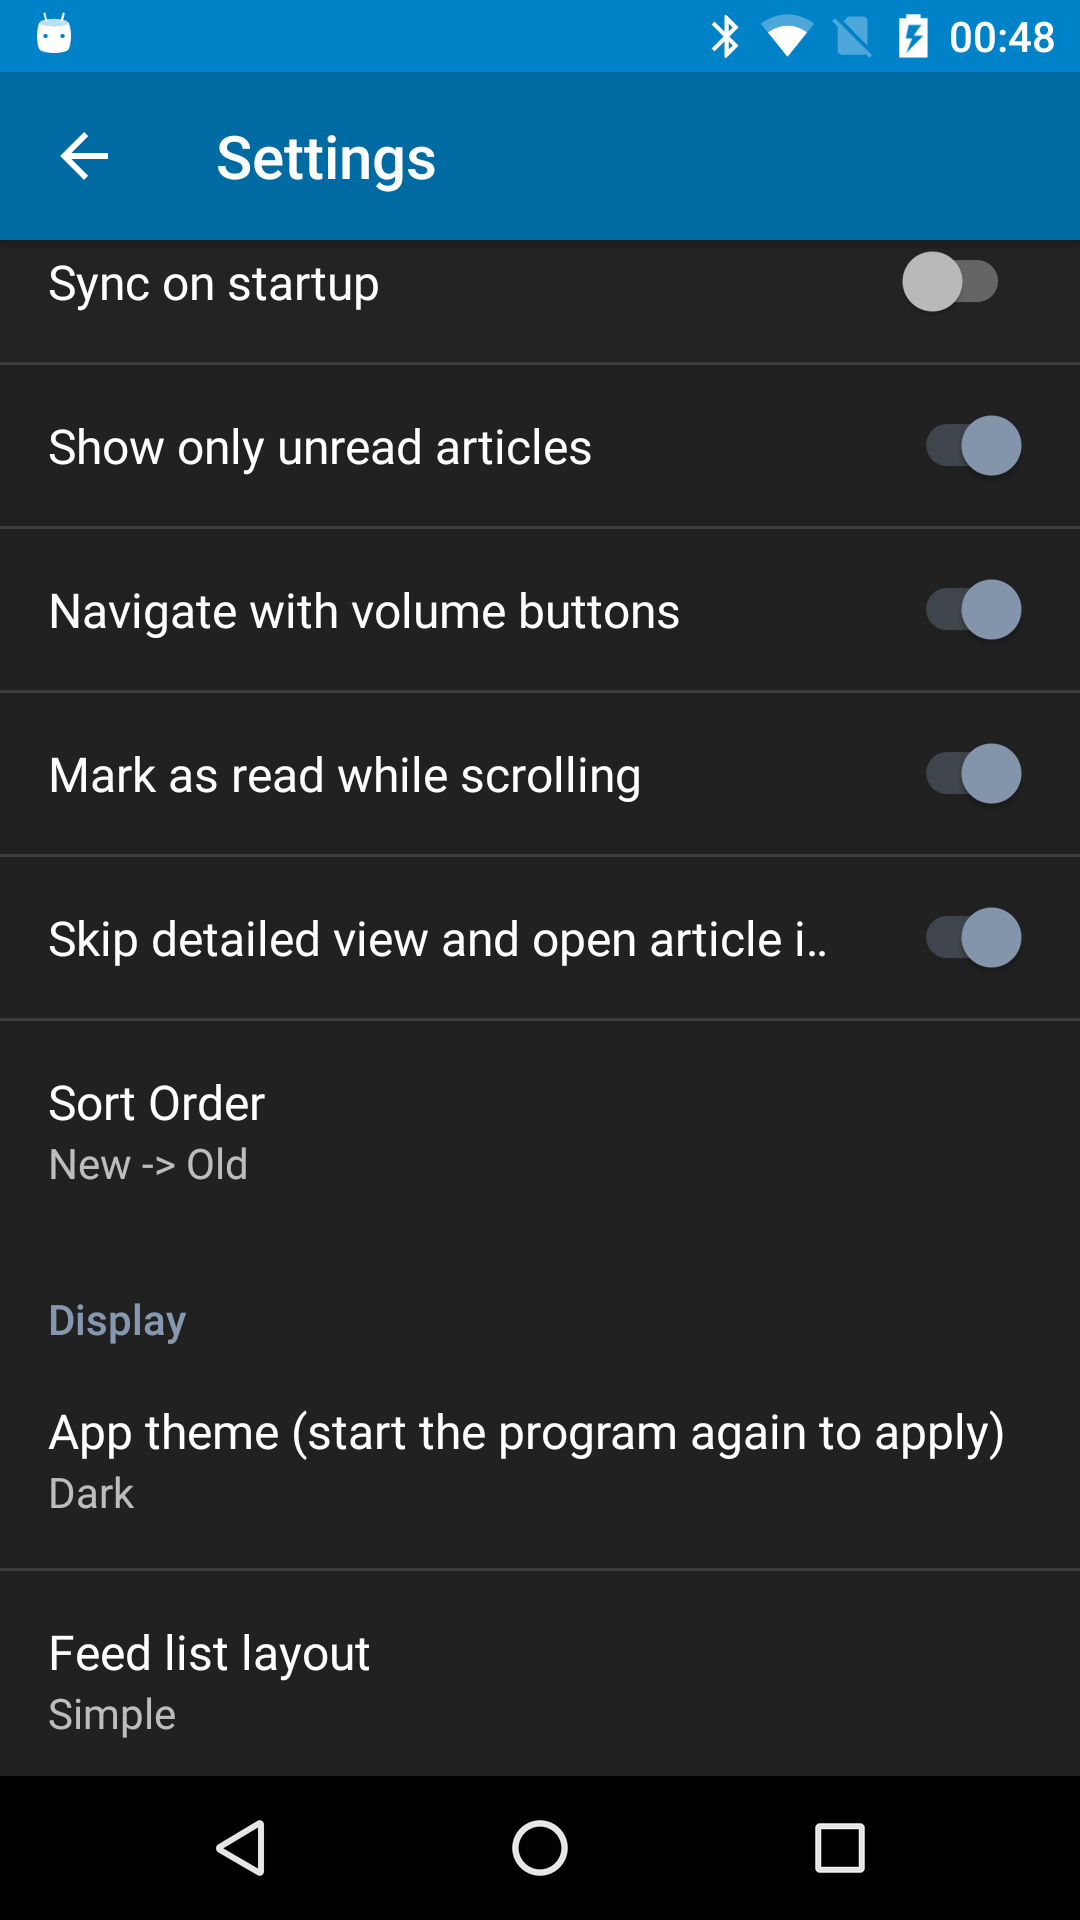 00:48
Settings
Sync on startup
Show only unread articles
Navigate with volume buttons
Mark as read while scrolling
Skip detailed view and open article i..
Sort Order
New -> Old
Display
App theme (start the program again to apply)
Dark
Feed list layout
Simple